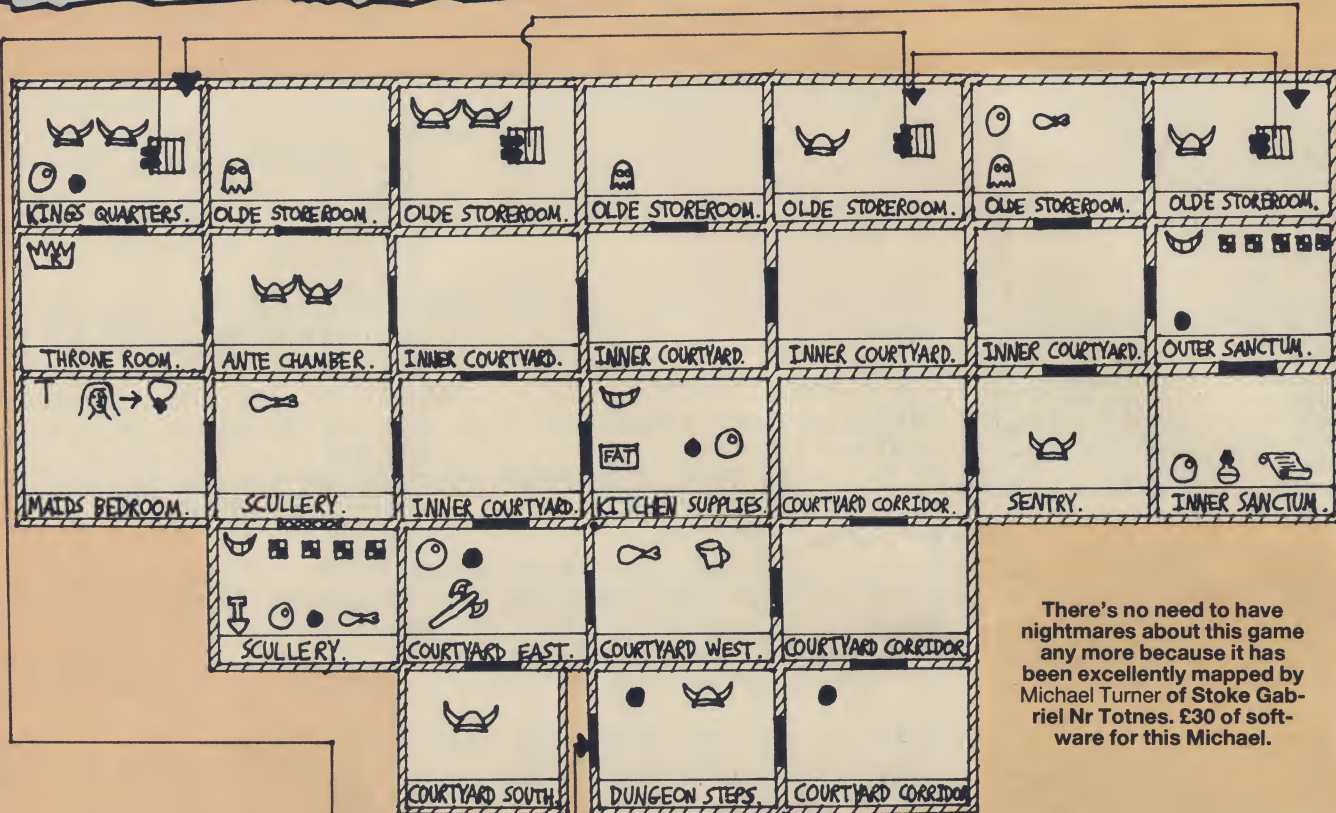 KINGS QUARTERS.
OLDE STOREROOM.
OLDE STOREROOM.
OLDE STOREROOM.
OLDE STOREROOM.
OLDE STOREROOM.
OLDE STOREROOM.
THRONE ROOM.
ANTE CHAMBER.
INNER COURTYARD.
INNER COURTYARD.
INNER COURTYARD.
INNER COURTYARD.
OUTER SANCTUM.
T
FAT
MAIDS BEDROOM.
SCULLERY.
INNER COURTYARD.
KITCHEN SUPPLIES.
COURTYARD CORRIDOR.
SENTRY.
INNER SANCTUM.
SCULLERY.
COURTYARD EAST.
COURTYARD WEST.
COURTYARD CORRIDOR
COURTYARD SOUTH.
DUNGEON STEPS.
COURTYARD CORRIDOR
There's no need to have
nightmares about this game
any more because it has
been excellently mapped by
Michael Turner of Stoke Gab-
riel Nr Totnes. £30 of soft-
ware for this Michael.